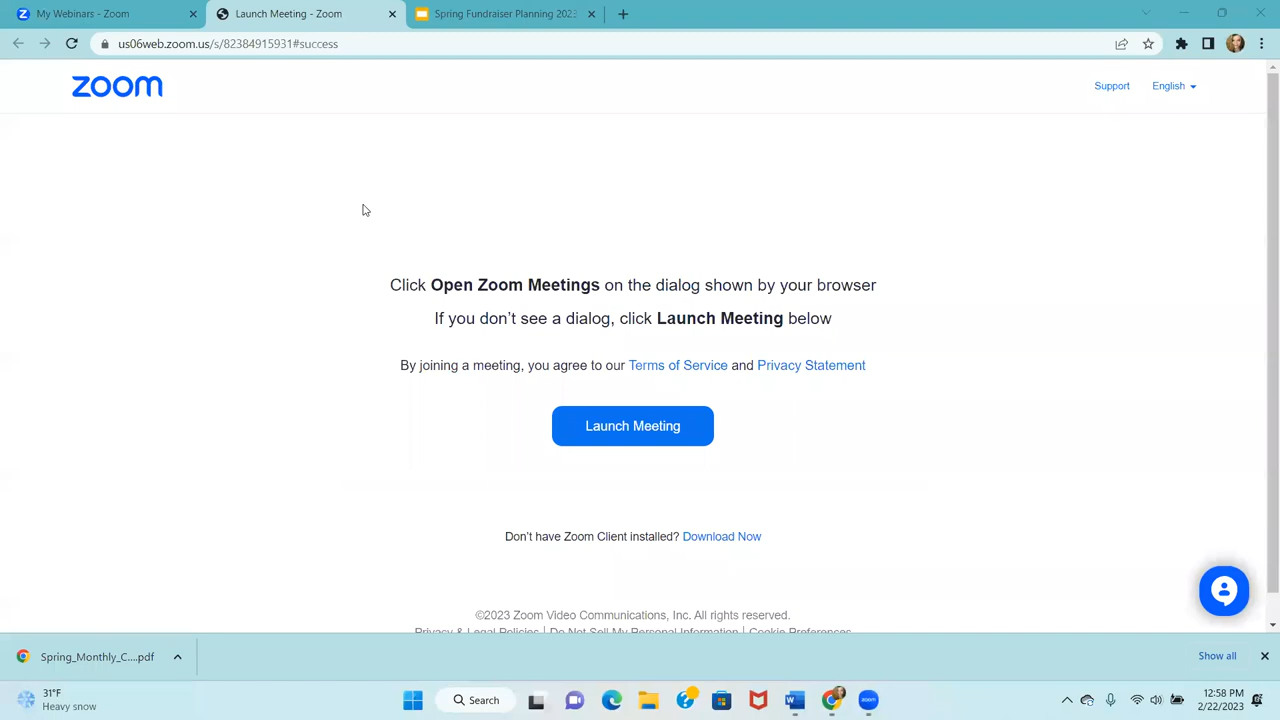 My Webinars - Zoom
Launch Meeting - Zoom
Spring Fundraiser Planning 2023
us06web.zoom.us/s/82384915931#success
zoom
Support
English
Click Open Zoom Meetings on the dialog shown by your browser
If you don't see a dialog, click Launch Meeting below
By joining a meeting, you agree to our Terms of Service and Privacy Statement
Launch Meeting
Don't have Zoom Client installed? Download Now
©2023 Zoom Video Communications, Inc. All rights reserved.
Privacy & Legal Policies | Do Not Sell My Personal Information | Cookie Preferences
Spring_Monthly_C....pdf
Show all
31°F
Heavy snow
Search
zoom
12:58 PM
2/22/2023